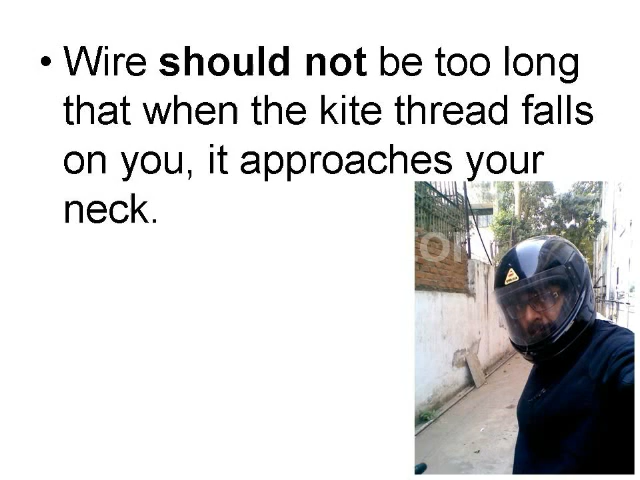 • Wire should not be too long
that when the kite thread falls
on you, it approaches your
neck.